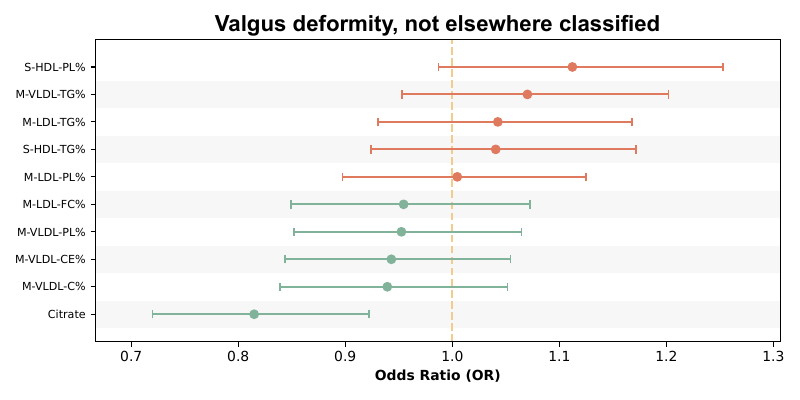 Valgus deformity, not elsewhere classified
S-HDL-PL%
M-VLDL-TG%
M-LDL-TG%
S-HDL-TG%
M-LDL-PL%
M-LDL-FC%
M-VLDL-PL%
M-VLDL-CE%
M-VLDL-C%
Citrate
0.7 0.8 0.9 1.0 1.1 1.2 1.3
Odds Ratio (OR)